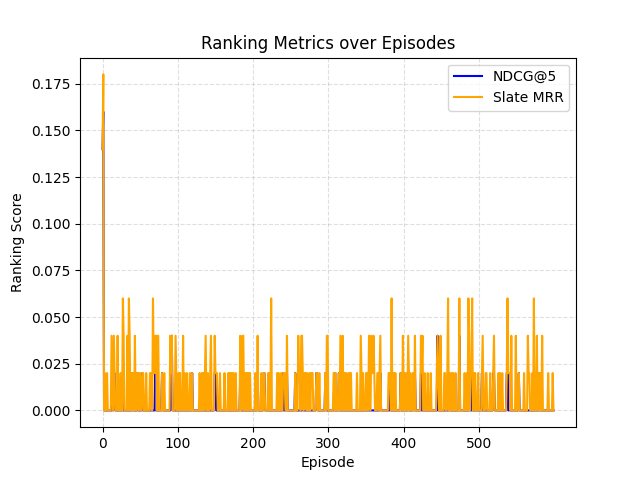 Ranking Metrics over Episodes
NDCG@5
Slate MRR
Ranking Score
0.175
0.150
0.125
0.100
0.075
0.050
0.025
0.000
0 100 200 300 400 500
Episode